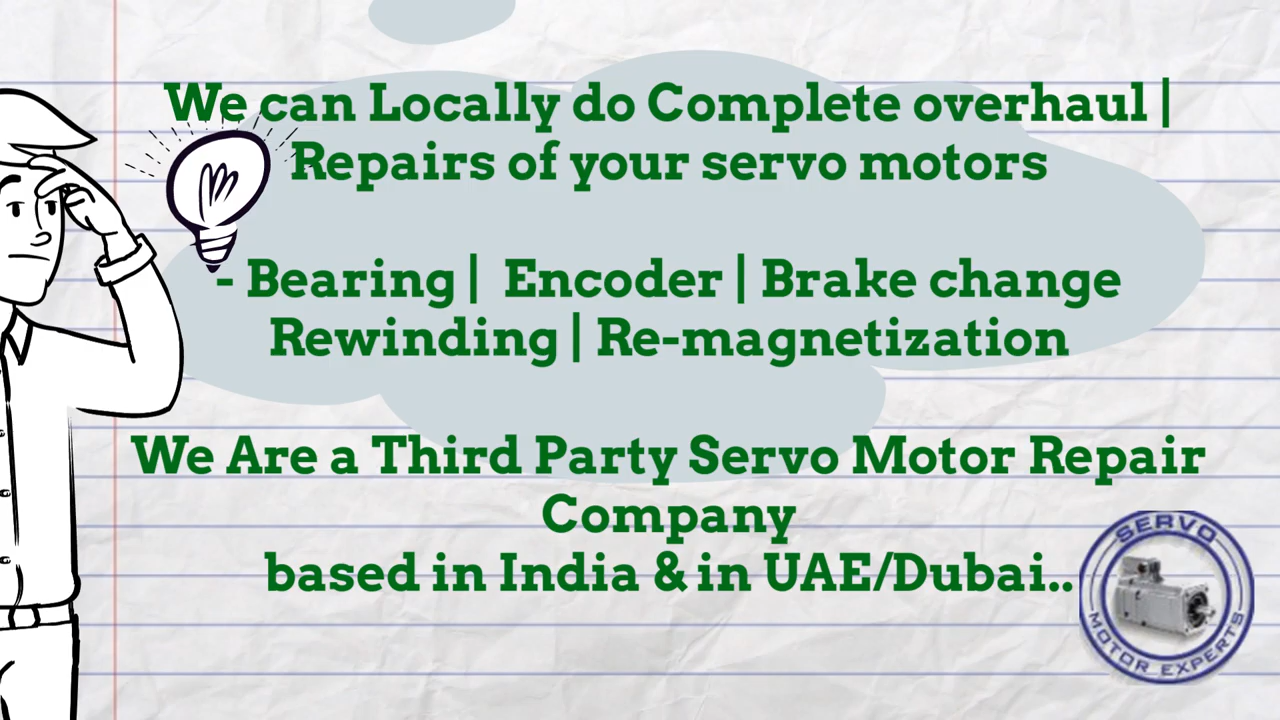 We can Locally do Complete overhaul |
Repairs of your servo motors
- Bearing |  Encoder | Brake change
Rewinding | Re-magnetization
We Are a Third Party Servo Motor Repair
Company
based in India & in UAE/Dubai..
SERVO
MOTOR EXPERTS